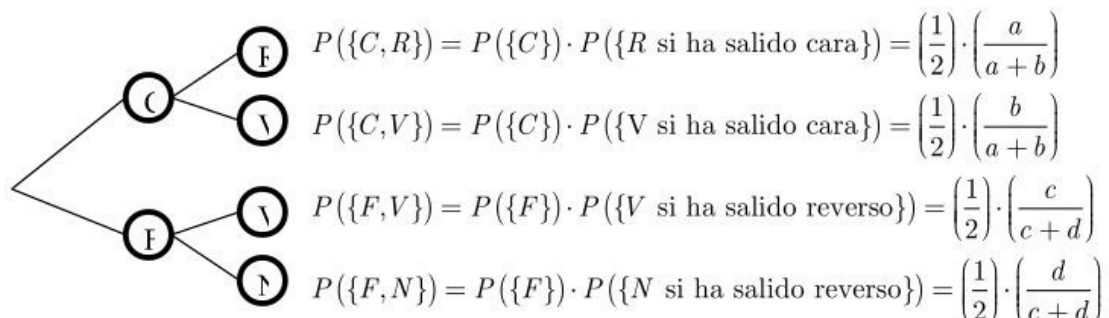 P({C,R}) = P({C}) · P({R si ha salido cara}) = (1/2) · (a/(a + b))
P({C,V}) = P({C}) · P({V si ha salido cara}) = (1/2) · (b/(a + b))
P({F,V}) = P({F}) · P({V si ha salido reverso}) = (1/2) · (c/(c + d))
P({F,N}) = P({F}) · P({N si ha salido reverso}) = (1/2) · (d/(c + d))